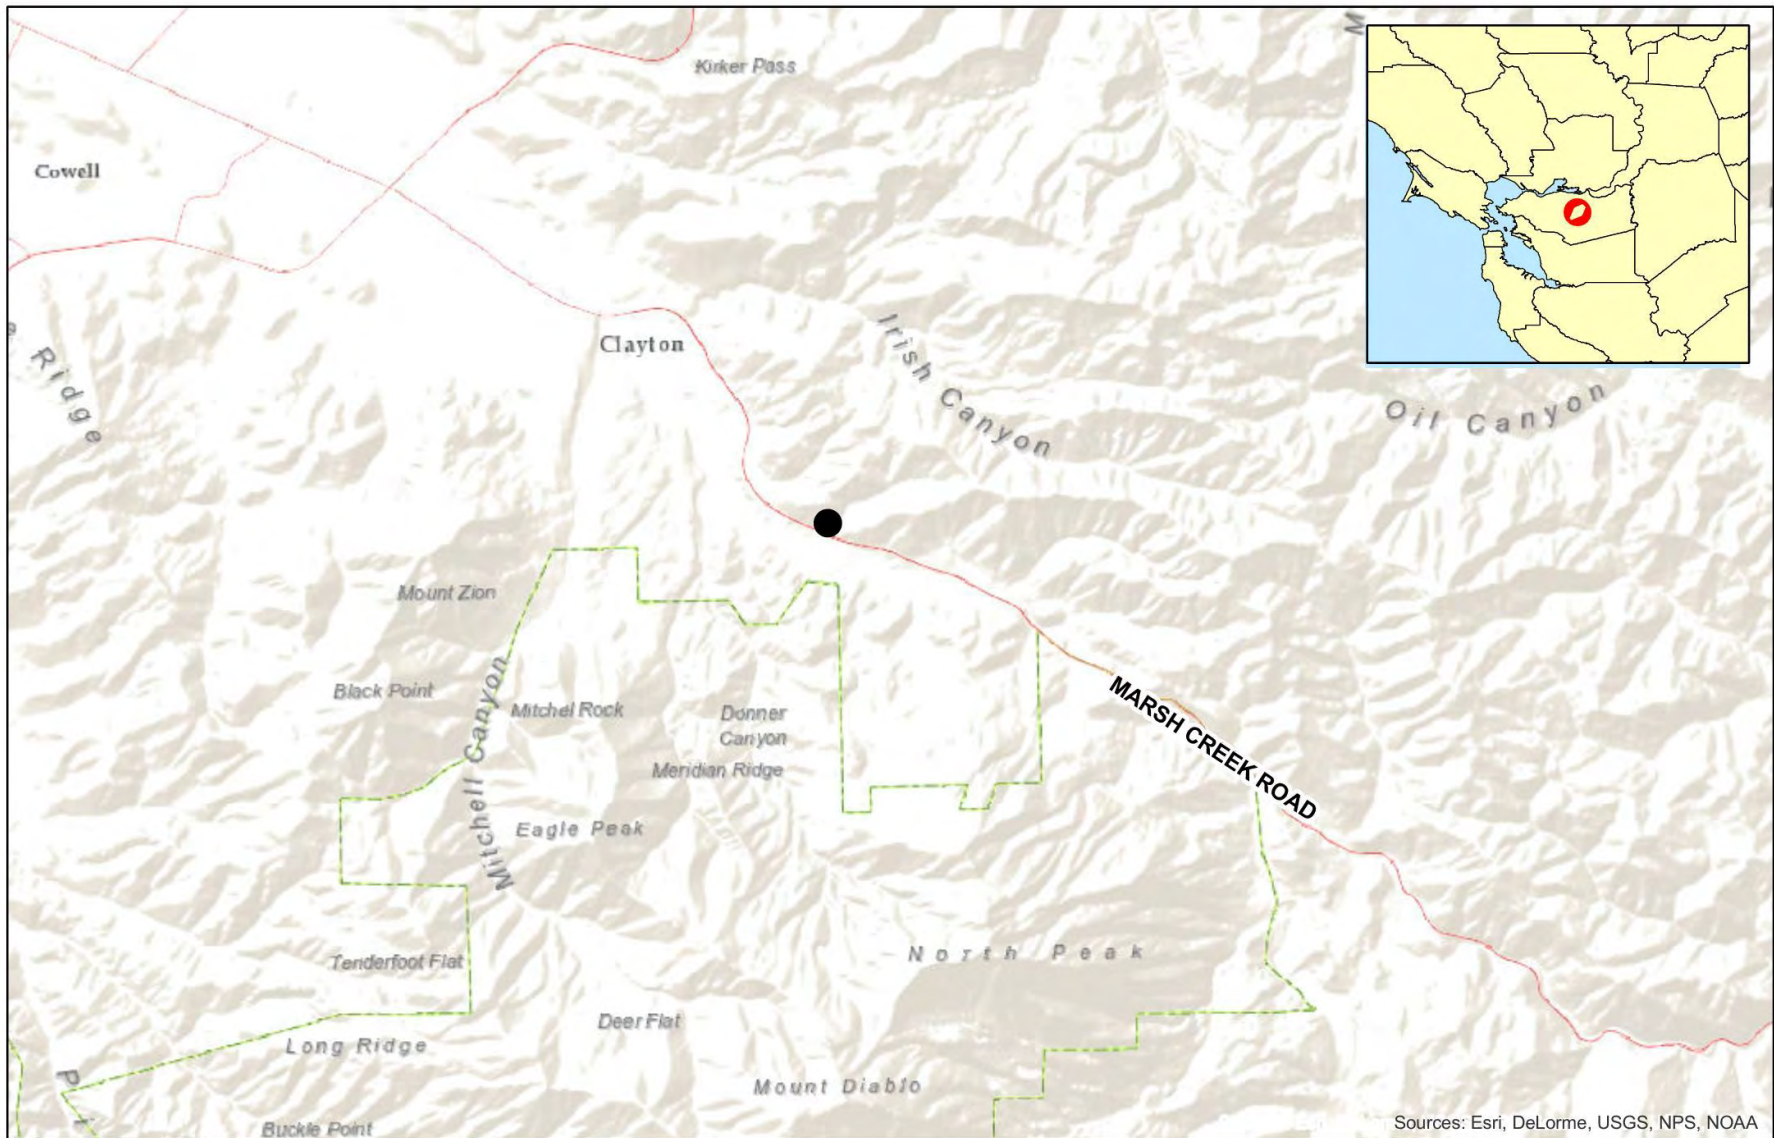 Kirker Pass
M
Cowell
Ridge
Clayton
Irish Canyon
Oil Canyon
Mount Zion
Black Point
Mitchell Canyon
Mitchel Rock
Donner
Canyon
Meridian Ridge
MARSH CREEK ROAD
Eagle Peak
Tenderfoot Flat
North Peak
Deer Flat
Long Ridge
Mount Diablo
P
Buckle Point
Sources: Esri, DeLorme, USGS, NPS, NOAA